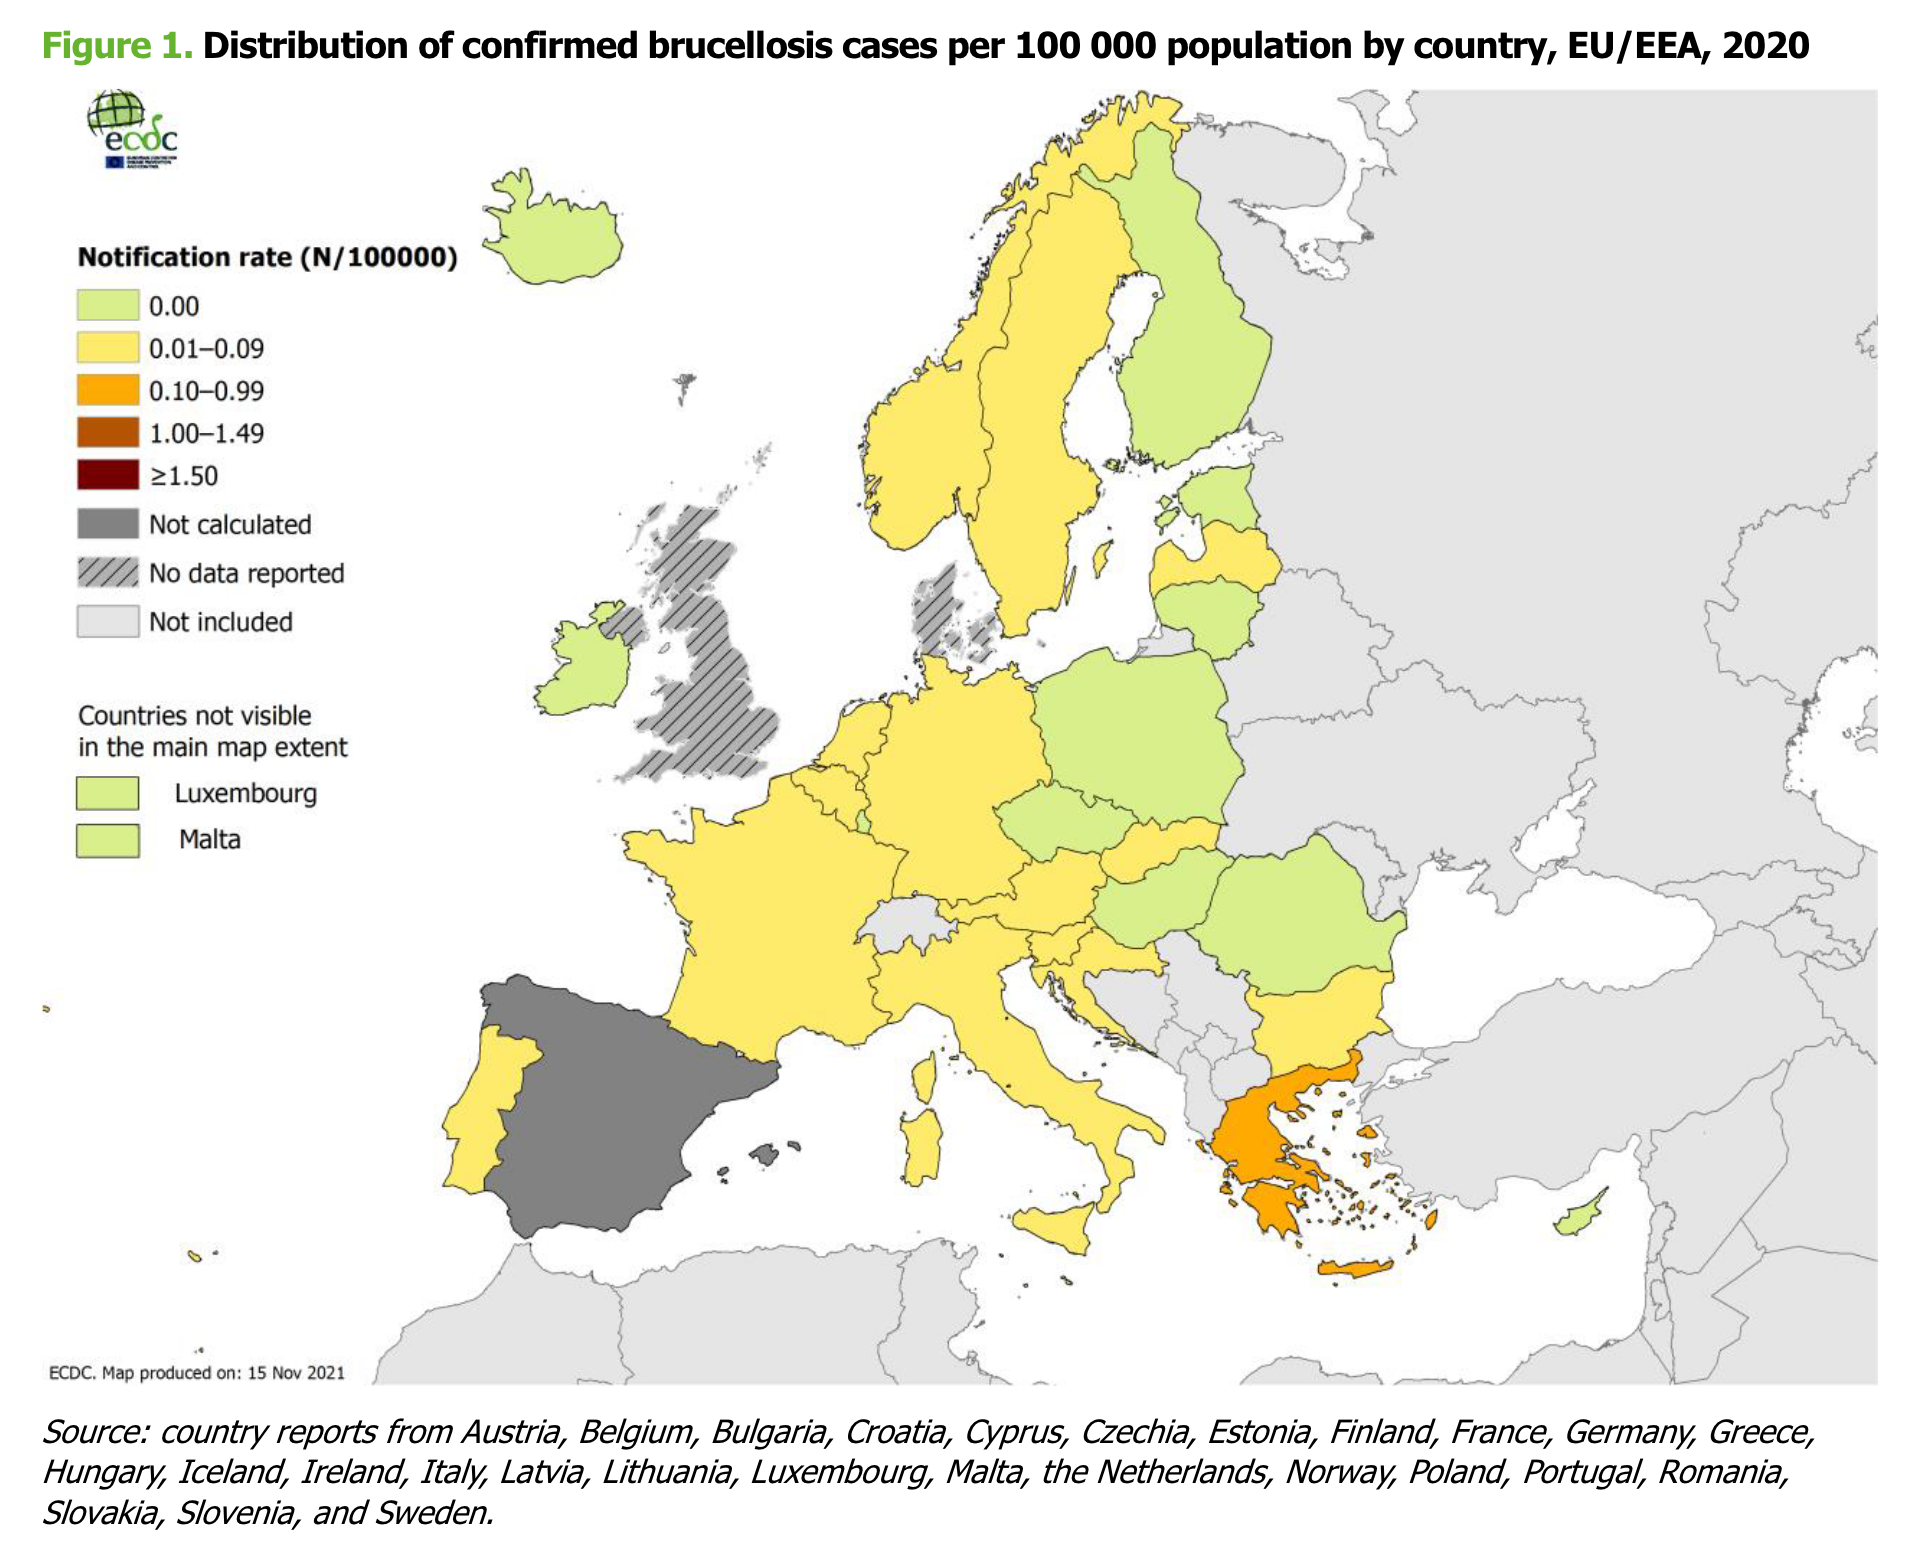 Figure 1. Distribution of confirmed brucellosis cases per 100 000 population by country, EU/EEA, 2020
ecdc
Notification rate (N/100000)
0.00
0.01–0.09
0.10–0.99
1.00–1.49
≥1.50
Not calculated
No data reported
Not included
Countries not visible
in the main map extent
Luxembourg
Malta
ECDC. Map produced on: 15 Nov 2021
Source: country reports from Austria, Belgium, Bulgaria, Croatia, Cyprus, Czechia, Estonia, Finland, France, Germany, Greece,
Hungary, Iceland, Ireland, Italy, Latvia, Lithuania, Luxembourg, Malta, the Netherlands, Norway, Poland, Portugal, Romania,
Slovakia, Slovenia, and Sweden.